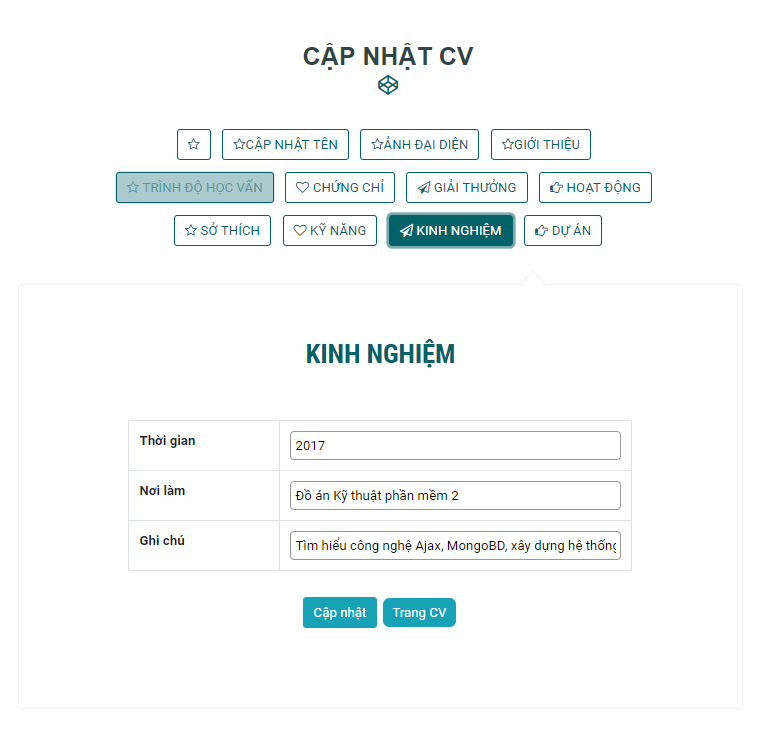 CẬP NHẬT CV
CẬP NHẬT TÊN ẢNH ĐẠI DIỆN GIỚI THIỆU
TRÌNH ĐỘ HỌC VẤN CHỨNG CHỈ GIẢI THƯỞNG HOẠT ĐỘNG
SỞ THÍCH KỸ NĂNG KINH NGHIỆM DỰ ÁN
KINH NGHIỆM
Thời gian 2017
Nơi làm Đồ án Kỹ thuật phần mềm 2
Ghi chú Tìm hiểu công nghệ Ajax, MongoBD, xây dựng hệ thống
Cập nhật Trang CV